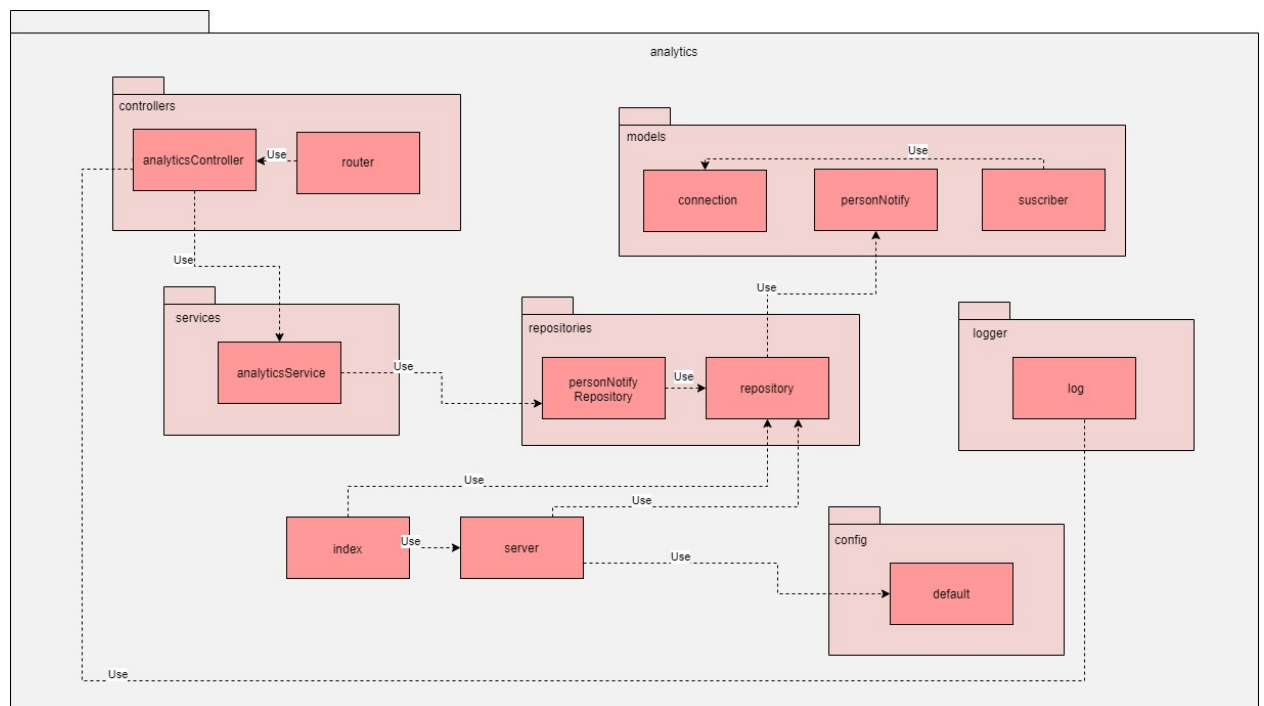 analytics
controllers
analyticsController
Use
router
models
Use
connection
personNotify
suscriber
Use
services
analyticsService
Use
Use
repositories
personNotify
Repository
Use
repository
logger
log
Use
Use
index
Use
server
Use
config
default
Use